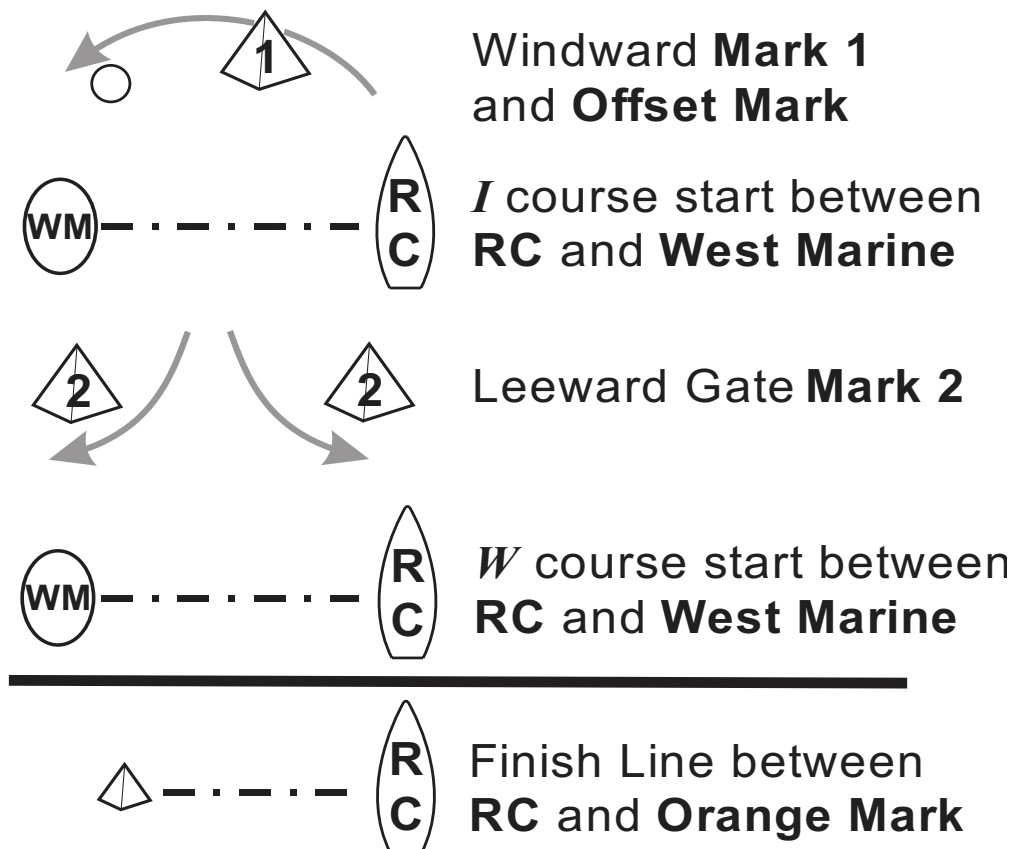 1
Windward Mark 1
and Offset Mark
WM
R
C
I course start between
RC and West Marine
2
2
Leeward Gate Mark 2
WM
R
C
W course start between
RC and West Marine
R
C
Finish Line between
RC and Orange Mark